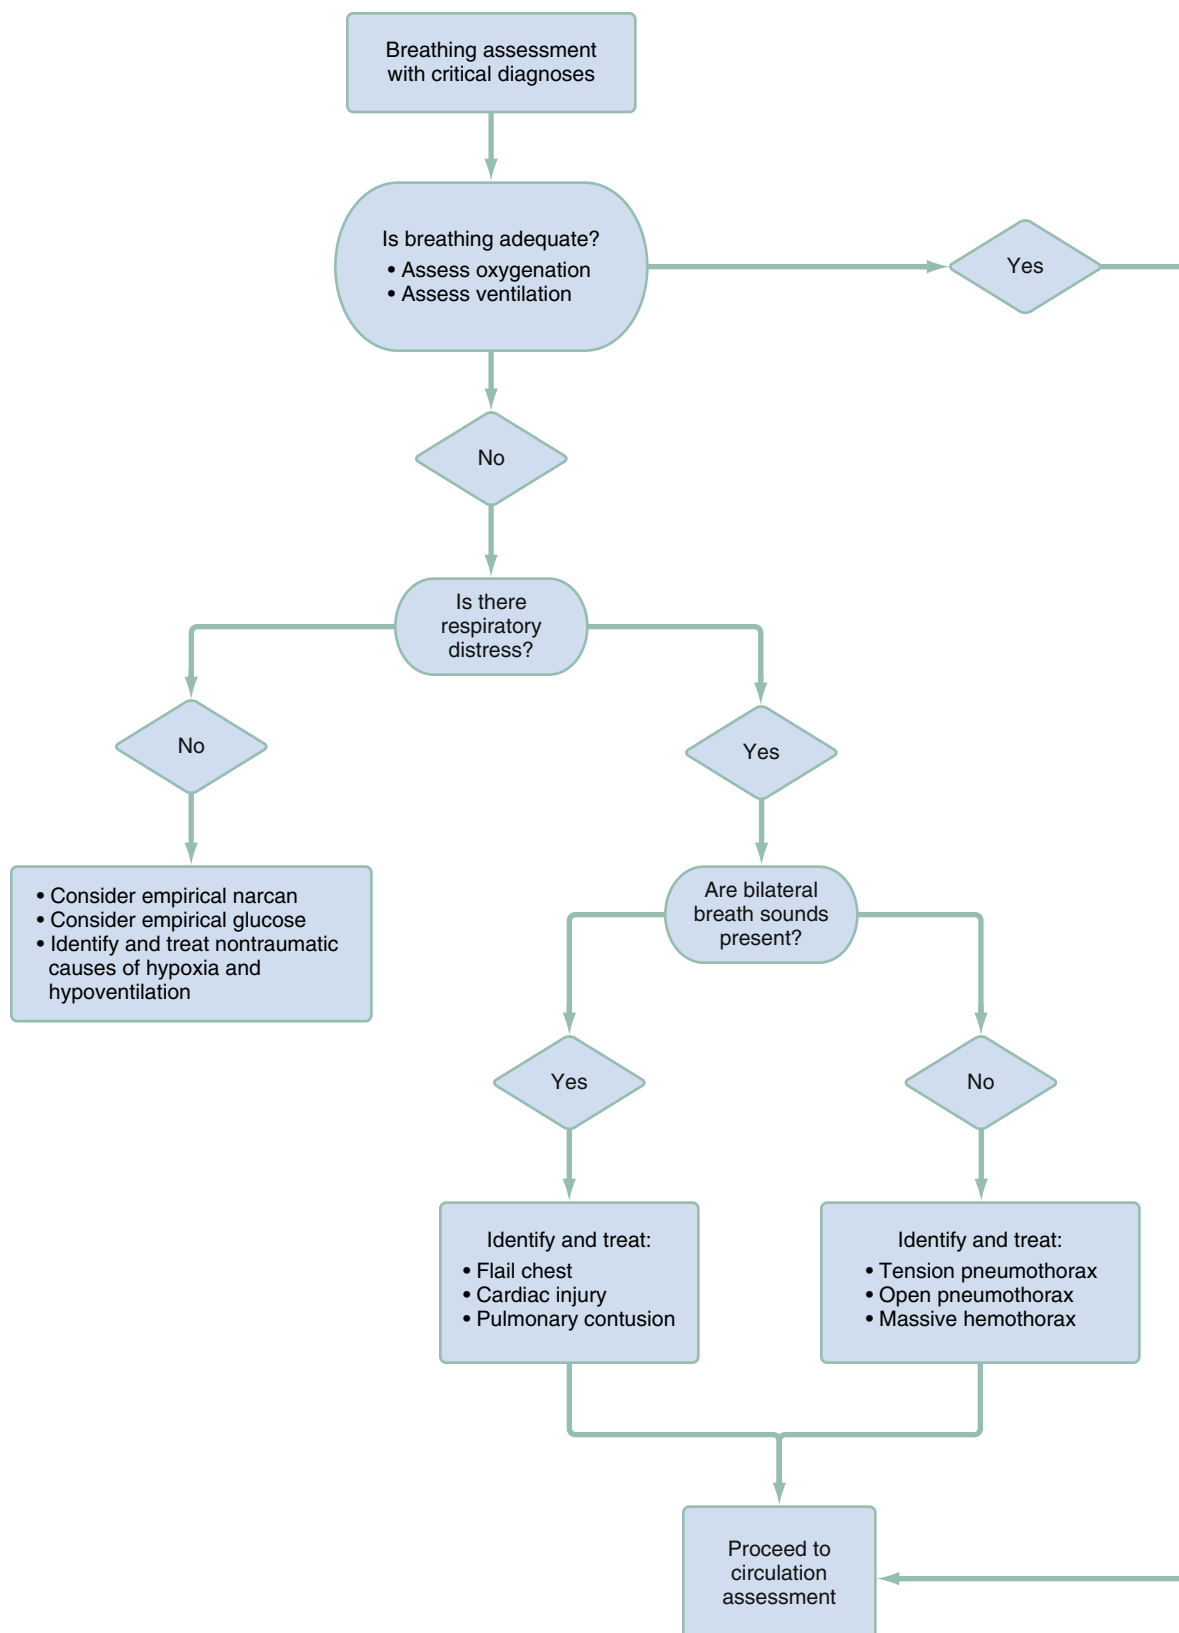 Breathing assessment
with critical diagnoses
Is breathing adequate?
• Assess oxygenation
• Assess ventilation
Yes
No
Is there
respiratory
distress?
No
Yes
• Consider empirical narcan
• Consider empirical glucose
• Identify and treat nontraumatic
causes of hypoxia and
hypoventilation
Are bilateral
breath sounds
present?
Yes
No
Identify and treat:
• Flail chest
• Cardiac injury
• Pulmonary contusion
Identify and treat:
• Tension pneumothorax
• Open pneumothorax
• Massive hemothorax
Proceed to
circulation
assessment